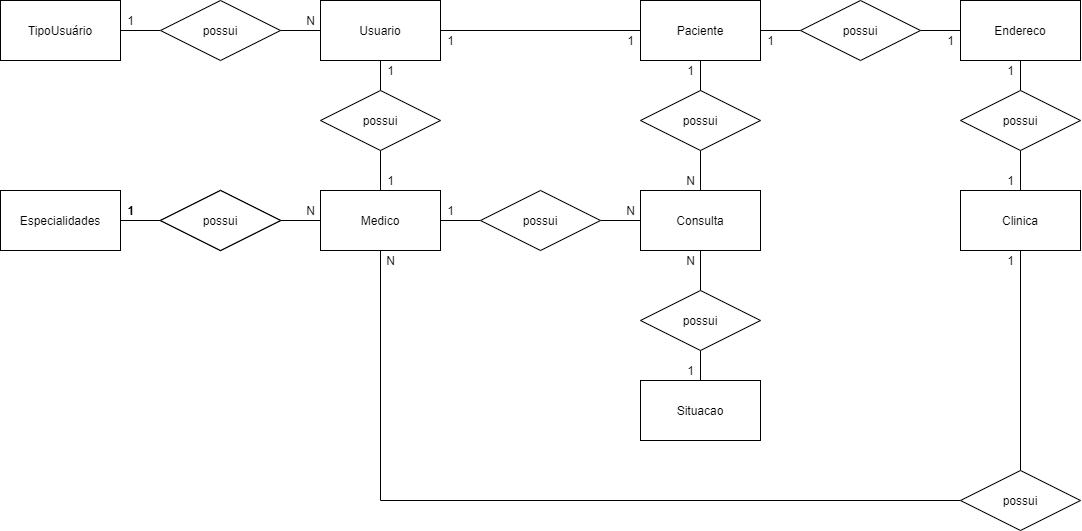 TipoUsuário
1
possui
N
Usuario
1
1
Paciente
1
possui
1
Endereco
1
possui
1
1
possui
N
1
possui
1
Especialidades
1
possui
N
Medico
1
possui
N
Consulta
Clinica
N
N
possui
1
Situacao
1
possui